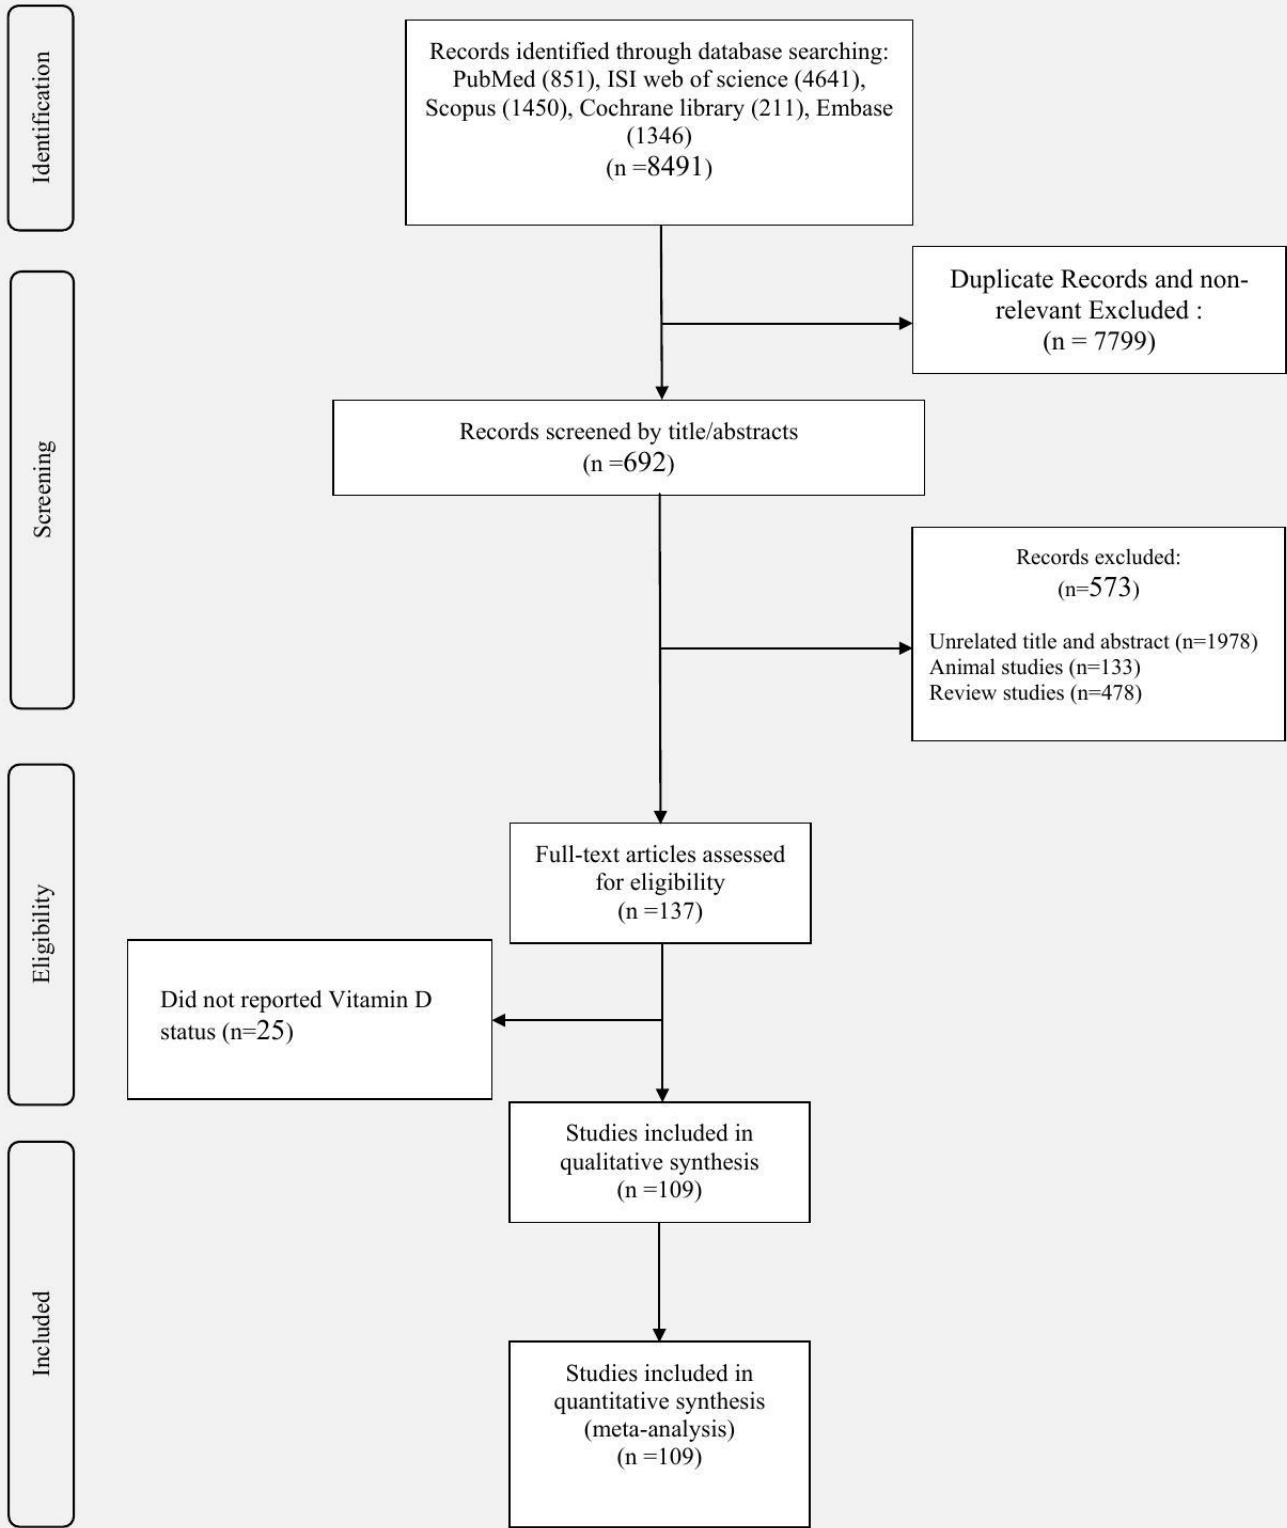 Identification
Records identified through database searching:
PubMed (851), ISI web of science (4641),
Scopus (1450), Cochrane library (211), Embase
(1346)
(n =8491)
Duplicate Records and non-
relevant Excluded :
(n = 7799)
Screening
Records screened by title/abstracts
(n =692)
Records excluded:
(n=573)
Unrelated title and abstract (n=1978)
Animal studies (n=133)
Review studies (n=478)
Eligibility
Full-text articles assessed
for eligibility
(n =137)
Did not reported Vitamin D
status (n=25)
Studies included in
qualitative synthesis
(n =109)
Included
Studies included in
quantitative synthesis
(meta-analysis)
(n =109)